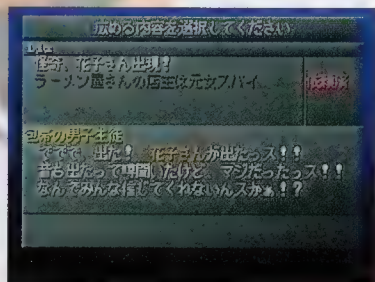 広める内容を選択してください
怪奇、花子さん出現！
ラーメン屋さんの店主は元女スパイ
包帯の男子生徒
ででで、出た！　花子さんが出たっス！！
昔も出たって聞いたけど、マジだったっス！！
なんでみんな信じてくれないんスかぁ！？